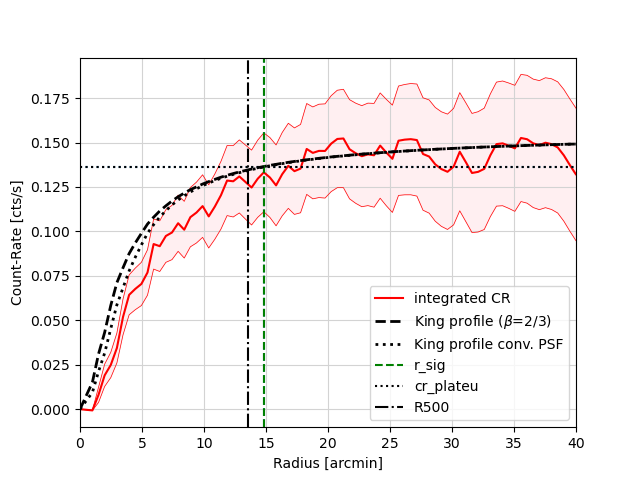 0.175
0.150
0.125
0.100
0.075
0.050
0.025
0.000
Count-Rate [cts/s]
integrated CR
King profile (β=2/3)
King profile conv. PSF
r_sig
cr_plateu
R500
0 5 10 15 20 25 30 35 40
Radius [arcmin]